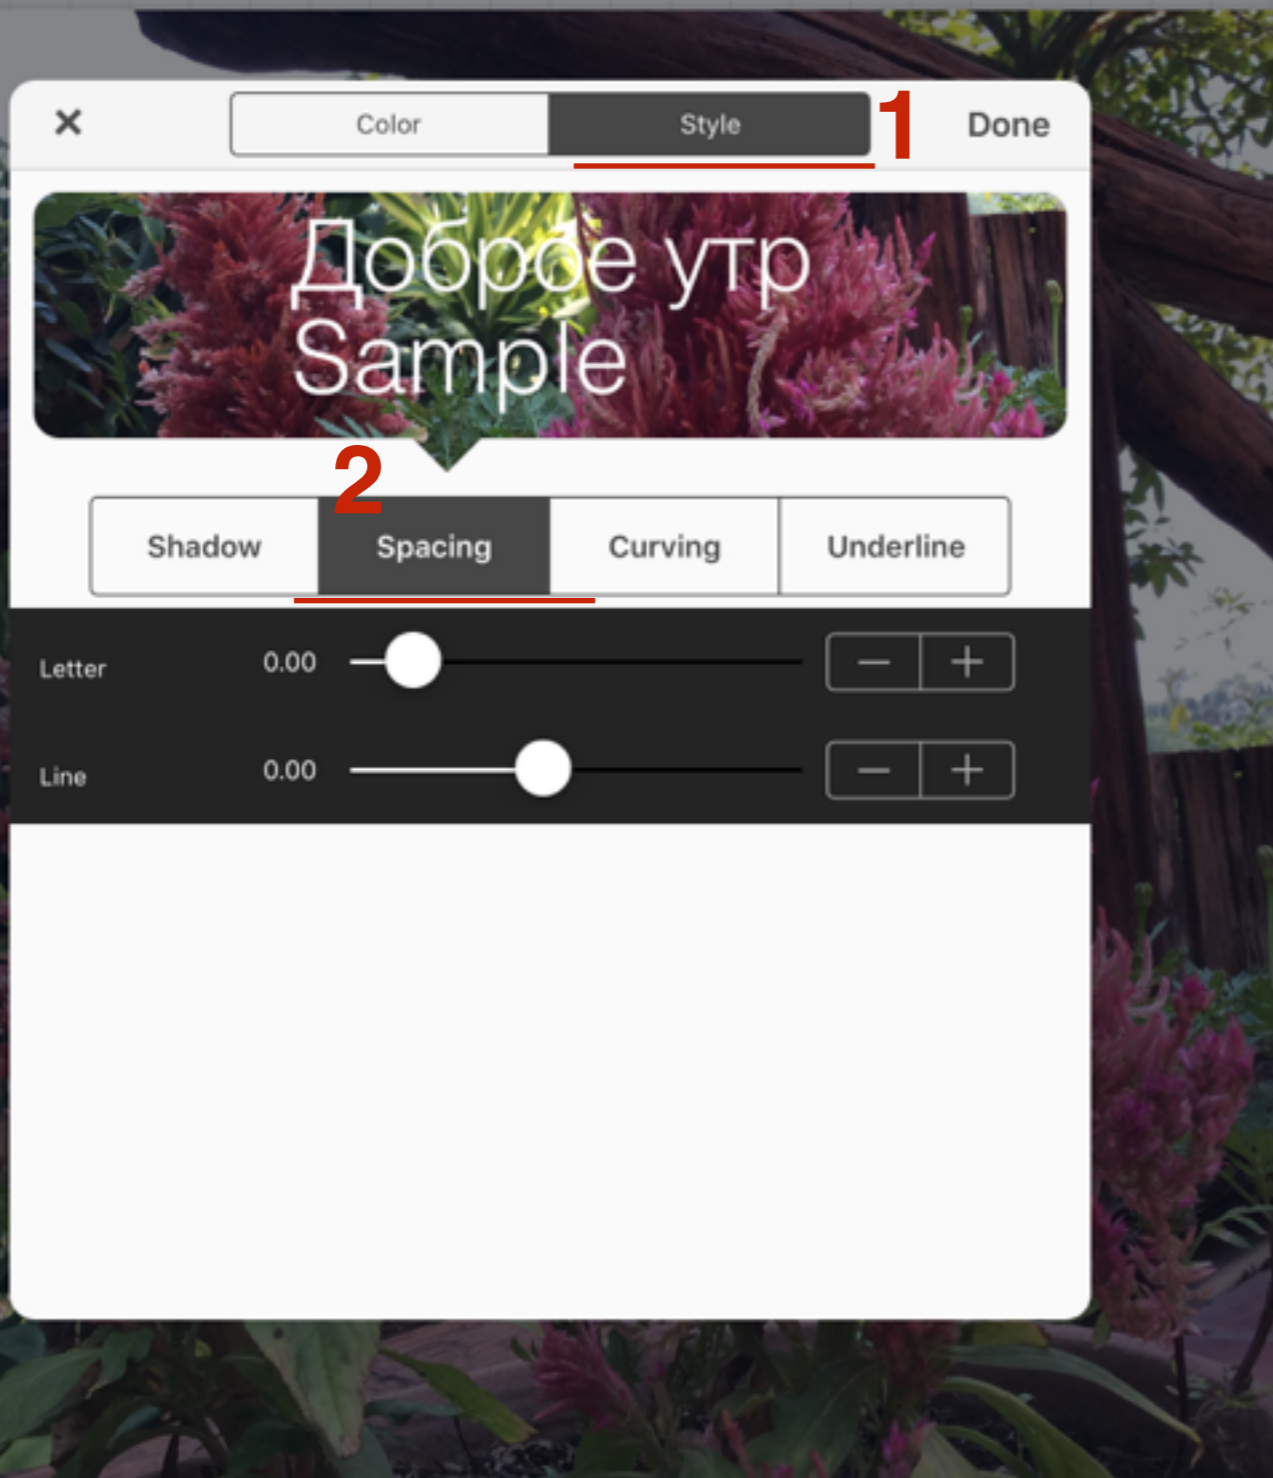 × Color Style 1 Done
Доброе утр
Sample
2
Shadow Spacing Curving Underline
Letter 0.00 − +
Line 0.00 − +